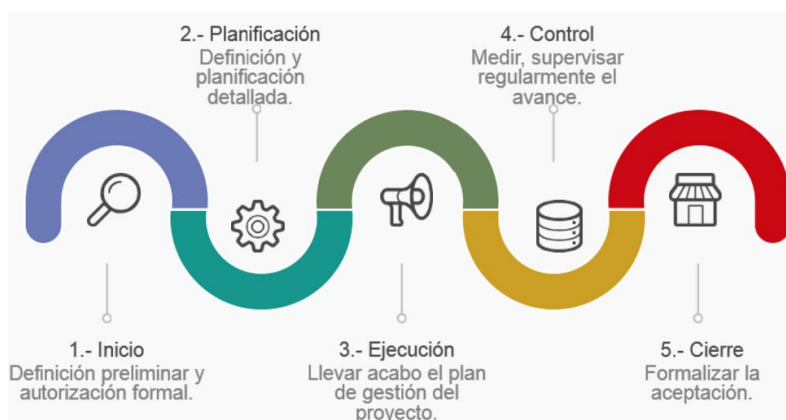 2.- Planificación
Definición y
planificación
detallada.
4.- Control
Medir, supervisar
regularmente el
avance.
1.- Inicio
Definición preliminar y
autorización formal.
3.- Ejecución
Llevar acabo el plan
de gestión del
proyecto.
5.- Cierre
Formalizar la
aceptación.